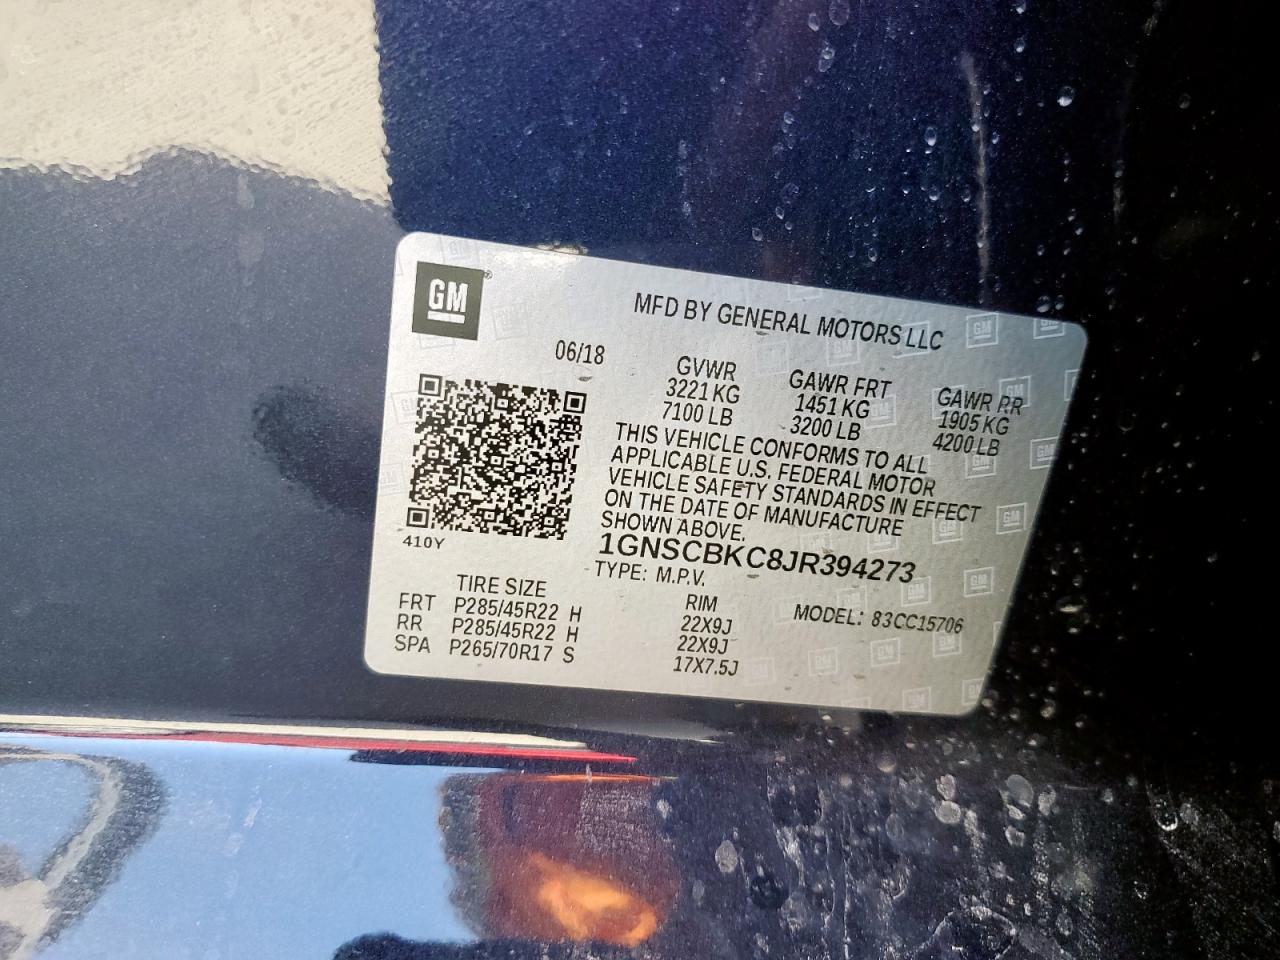 GM
MFD BY GENERAL MOTORS LLC
06/18
GVWR GAWR FRT GAWR RR
3221 KG 1451 KG 1905 KG
7100 LB 3200 LB 4200 LB
THIS VEHICLE CONFORMS TO ALL
APPLICABLE U.S. FEDERAL MOTOR
VEHICLE SAFETY STANDARDS IN EFFECT
ON THE DATE OF MANUFACTURE
SHOWN ABOVE.
410Y
1GNSCBKC8JR394273
TYPE: M.P.V.
TIRE SIZE RIM MODEL: 83CC15706
FRT P285/45R22 H 22X9J
RR P285/45R22 H 22X9J
SPA P265/70R17 S 17X7.5J